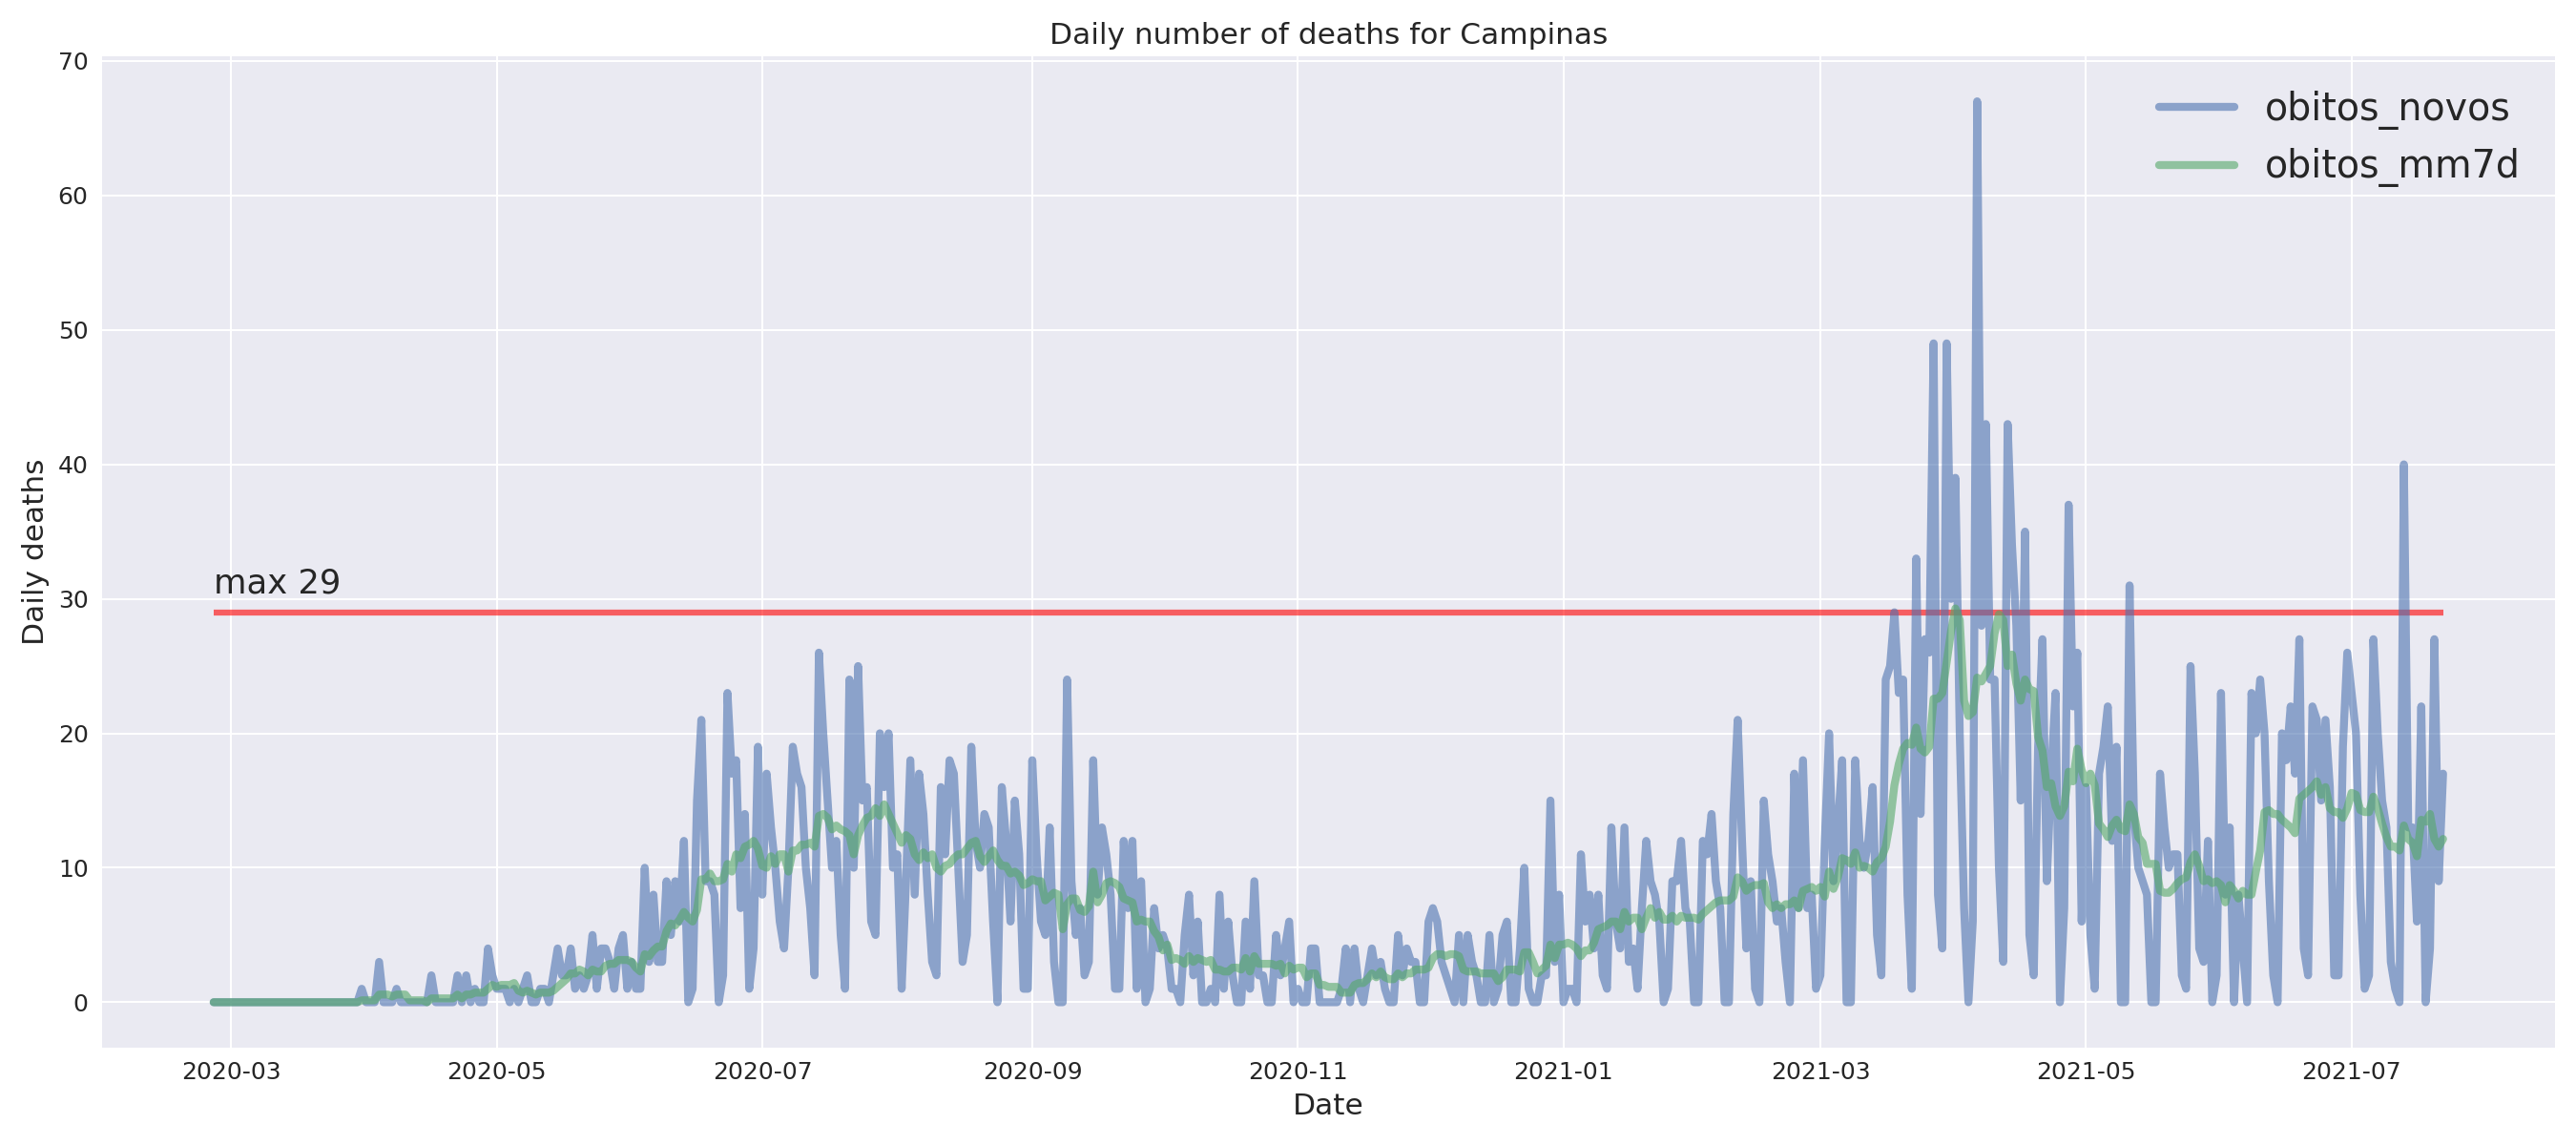 Daily number of deaths for Campinas
70
60
50
40
30
20
10
0
Daily deaths
max 29
obitos_novos
obitos_mm7d
2020-03 2020-05 2020-07 2020-09 2020-11 2021-01 2021-03 2021-05 2021-07
Date